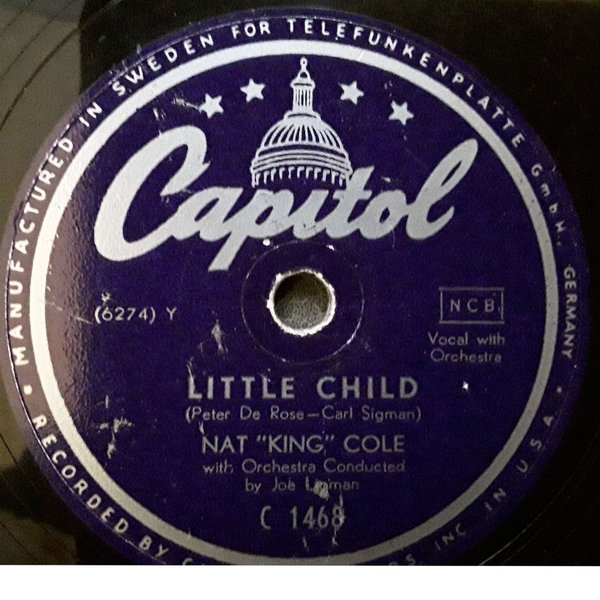 MANUFACTURED IN SWEDEN FOR TELEFUNKENPLATTE GmbH., GERMANY
Capitol
(6274) Y
NCB
Vocal with
Orchestra
LITTLE CHILD
(Peter De Rose—Carl Sigman)
NAT "KING" COLE
with Orchestra Conducted
by Joe
C 1468
RECORDED BY INC IN U.S.A.